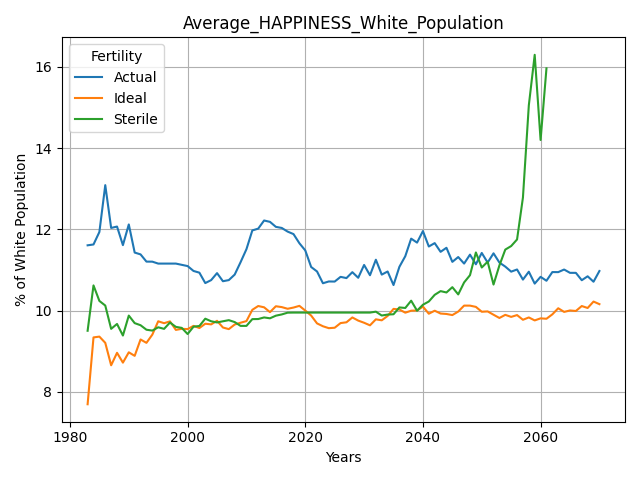 Average_HAPPINESS_White_Population
Fertility
Actual
Ideal
Sterile
% of White Population
16
14
12
10
8
1980
2000
2020
2040
2060
Years